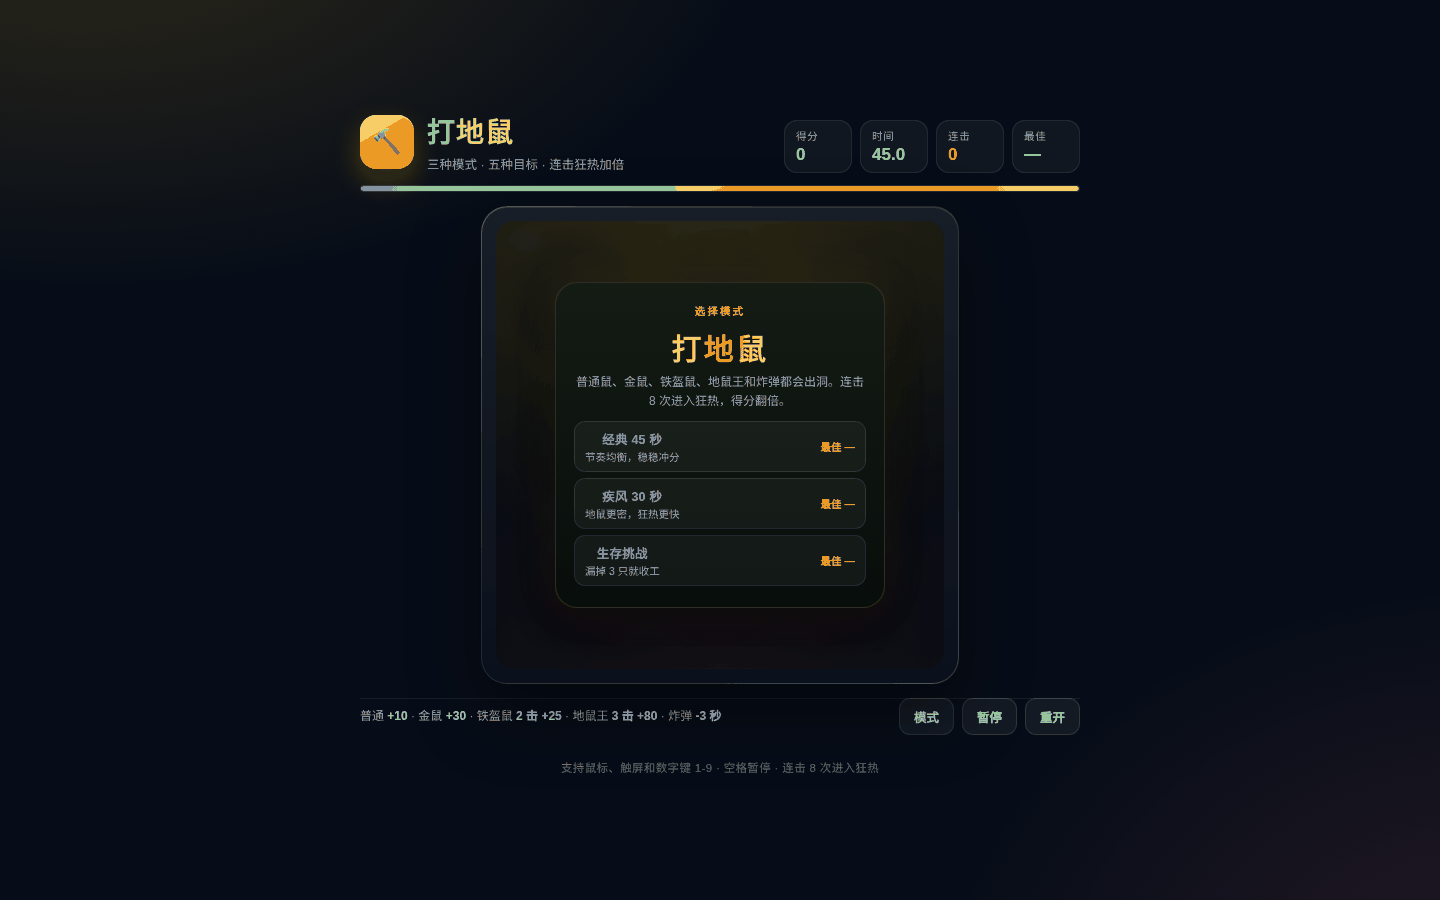 打地鼠
三种模式 · 五种目标 · 连击狂热加倍
得分
0
时间
45.0
连击
0
最佳
—
选择模式
打地鼠
普通鼠、金鼠、铁盔鼠、地鼠王和炸弹都会出洞。连击
8 次进入狂热，得分翻倍。
经典 45 秒
节奏均衡，稳稳冲分
最佳 —
疾风 30 秒
地鼠更密，狂热更快
最佳 —
生存挑战
漏掉 3 只就收工
最佳 —
普通 +10 · 金鼠 +30 · 铁盔鼠 2 击 +25 · 地鼠王 3 击 +80 · 炸弹 -3 秒
模式
暂停
重开
支持鼠标、触屏和数字键 1-9 · 空格暂停 · 连击 8 次进入狂热